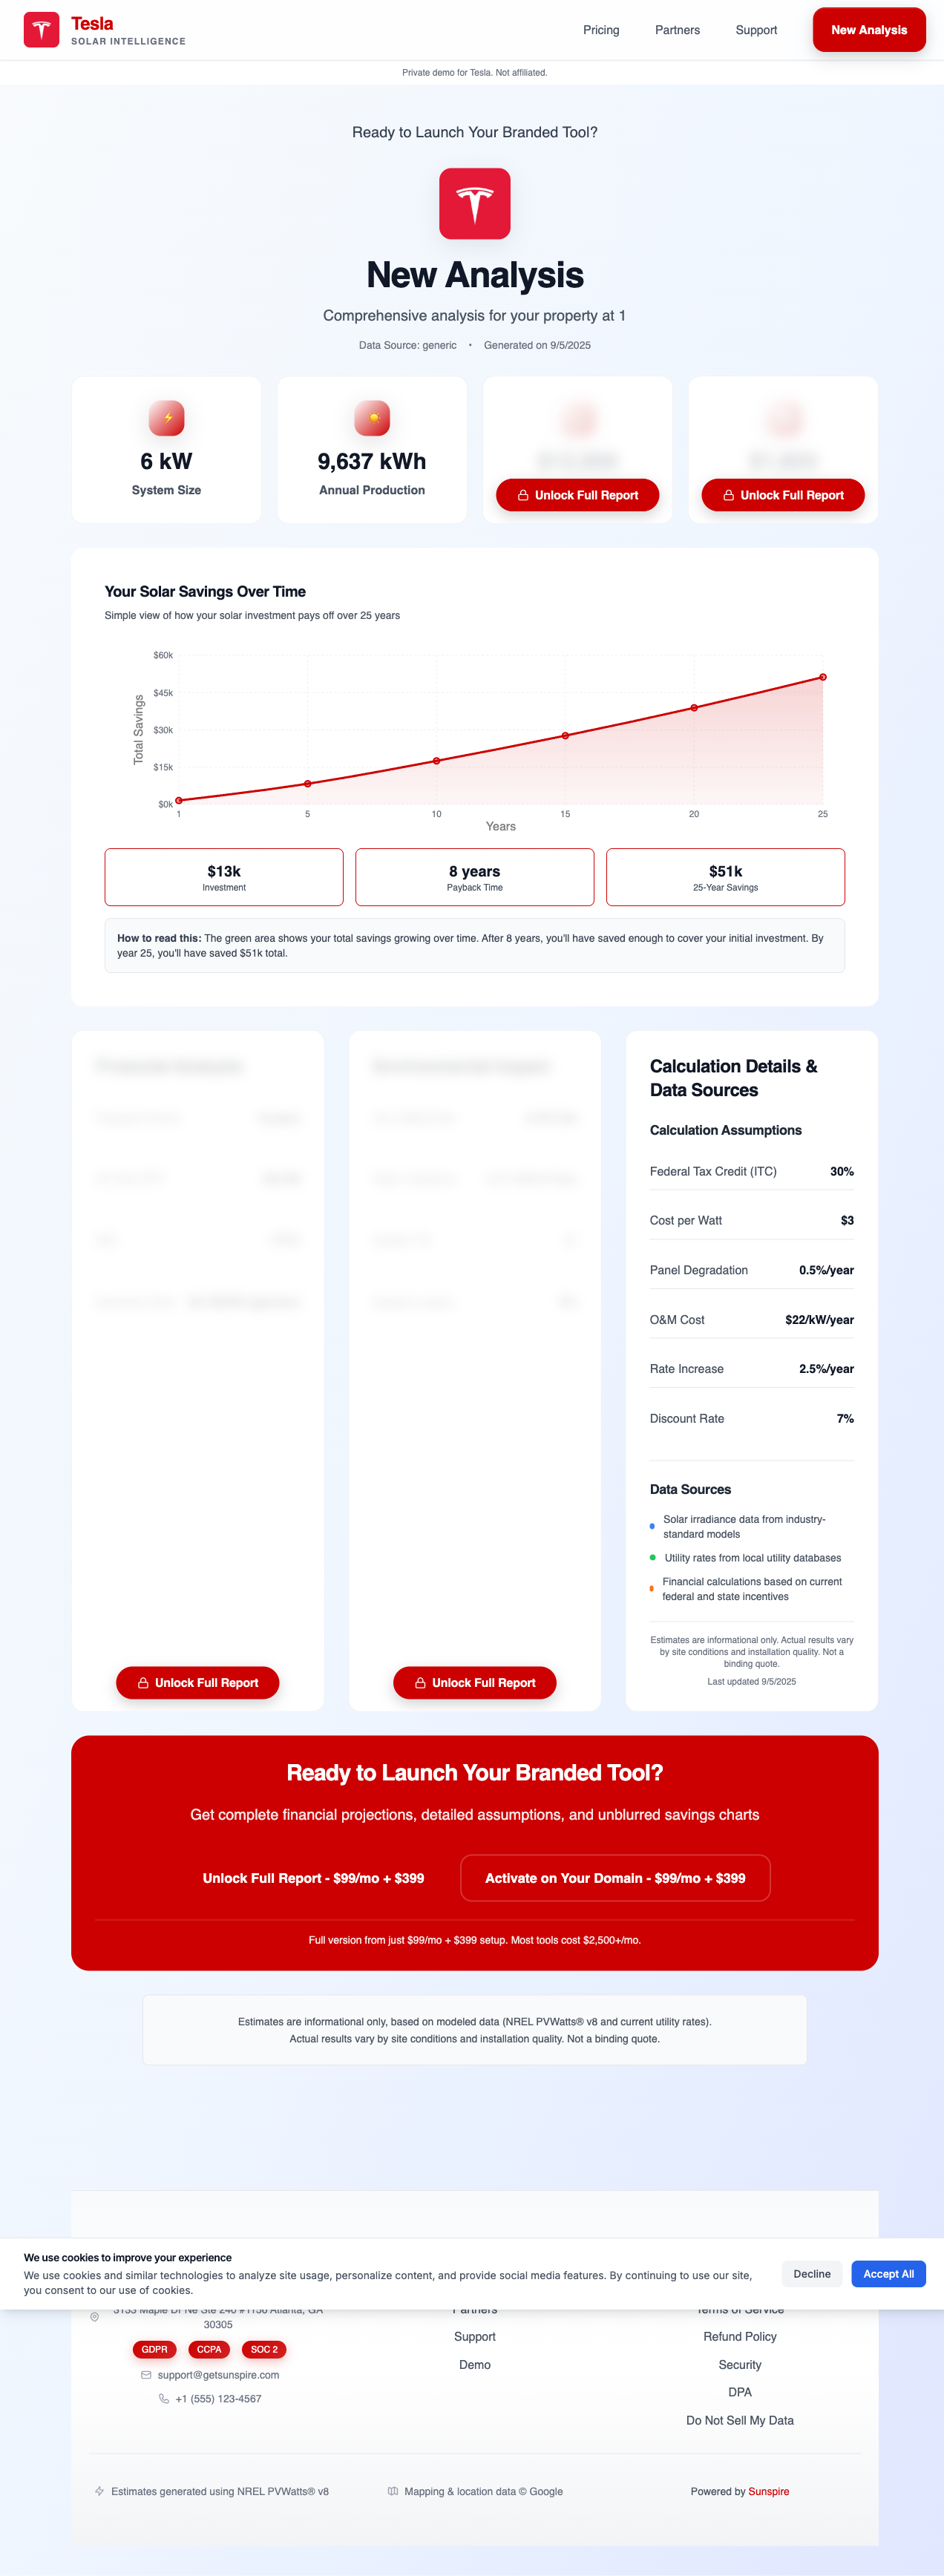 Tesla
SOLAR INTELLIGENCE
Pricing
Partners
Support
New Analysis
Private demo for Tesla. Not affiliated.
Ready to Launch Your Branded Tool?
New Analysis
Comprehensive analysis for your property at 1
Data Source: generic • Generated on 9/5/2025
6 kW
System Size
9,637 kWh
Annual Production
Unlock Full Report
Unlock Full Report
Your Solar Savings Over Time
Simple view of how your solar investment pays off over 25 years
$60k
$45k
$30k
$15k
$0k
Total Savings
1 5 10 15 20 25
Years
$13k
Investment
8 years
Payback Time
$51k
25-Year Savings
How to read this: The green area shows your total savings growing over time. After 8 years, you'll have saved enough to cover your initial investment. By
year 25, you'll have saved $51k total.
Unlock Full Report
Unlock Full Report
Calculation Details &
Data Sources
Calculation Assumptions
Federal Tax Credit (ITC) 30%
Cost per Watt $3
Panel Degradation 0.5%/year
O&M Cost $22/kW/year
Rate Increase 2.5%/year
Discount Rate 7%
Data Sources
Solar irradiance data from industry-
standard models
Utility rates from local utility databases
Financial calculations based on current
federal and state incentives
Estimates are informational only. Actual results vary
by site conditions and installation quality. Not a
binding quote.
Last updated 9/5/2025
Ready to Launch Your Branded Tool?
Get complete financial projections, detailed assumptions, and unblurred savings charts
Unlock Full Report - $99/mo + $399
Activate on Your Domain - $99/mo + $399
Full version from just $99/mo + $399 setup. Most tools cost $2,500+/mo.
Estimates are informational only, based on modeled data (NREL PVWatts® v8 and current utility rates).
Actual results vary by site conditions and installation quality. Not a binding quote.
We use cookies to improve your experience
We use cookies and similar technologies to analyze site usage, personalize content, and provide social media features. By continuing to use our site,
you consent to our use of cookies.
Decline
Accept All
3133 Maple Dr Ne Ste 240 #1156 Atlanta, GA
30305
GDPR
CCPA
SOC 2
support@getsunspire.com
+1 (555) 123-4567
Partners
Support
Demo
Terms of Service
Refund Policy
Security
DPA
Do Not Sell My Data
Estimates generated using NREL PVWatts® v8
Mapping & location data © Google
Powered by Sunspire